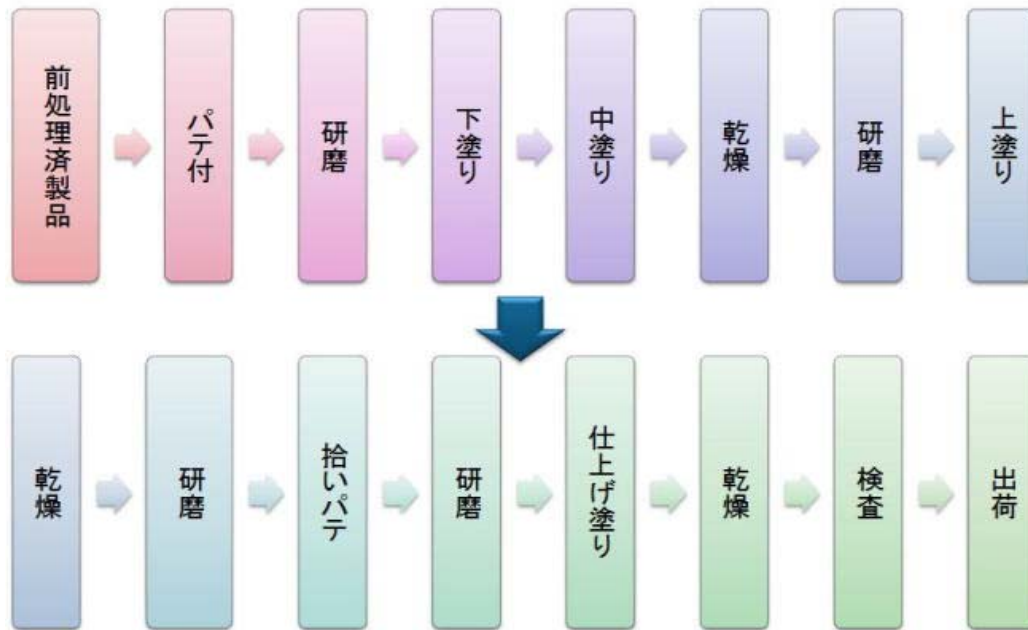 前処理済製品
パテ付
研磨
下塗り
中塗り
乾燥
研磨
上塗り
乾燥
研磨
拾いパテ
研磨
仕上げ塗り
乾燥
検査
出荷